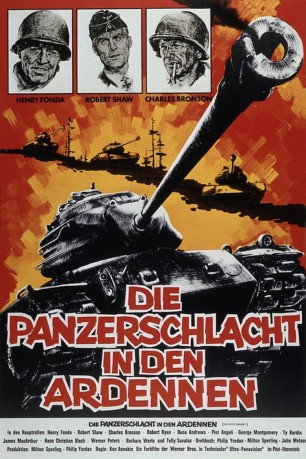 HENRY FONDA
ROBERT SHAW
CHARLES BRONSON
DIE
PANZERSCHLACHT
IN DEN
ARDENNEN
DIE PANZERSCHLACHT IN DEN ARDENNEN
In den Hauptrollen: Henry Fonda · Robert Shaw · Charles Bronson · Robert Ryan · Dana Andrews · Pier Angeli · George Montgomery · Ty Hardin
James MacArthur · Hans Christian Blech · Werner Peters · Barbara Werle und Telly Savalas · Drehbuch: Philip Yordan · Milton Sperling · John Melson
Produktion: Milton Sperling · Philip Yordan · Regie: Ken Annakin · Ein Farbfilm der Warner Bros. in Technicolor Ultra-Panavision